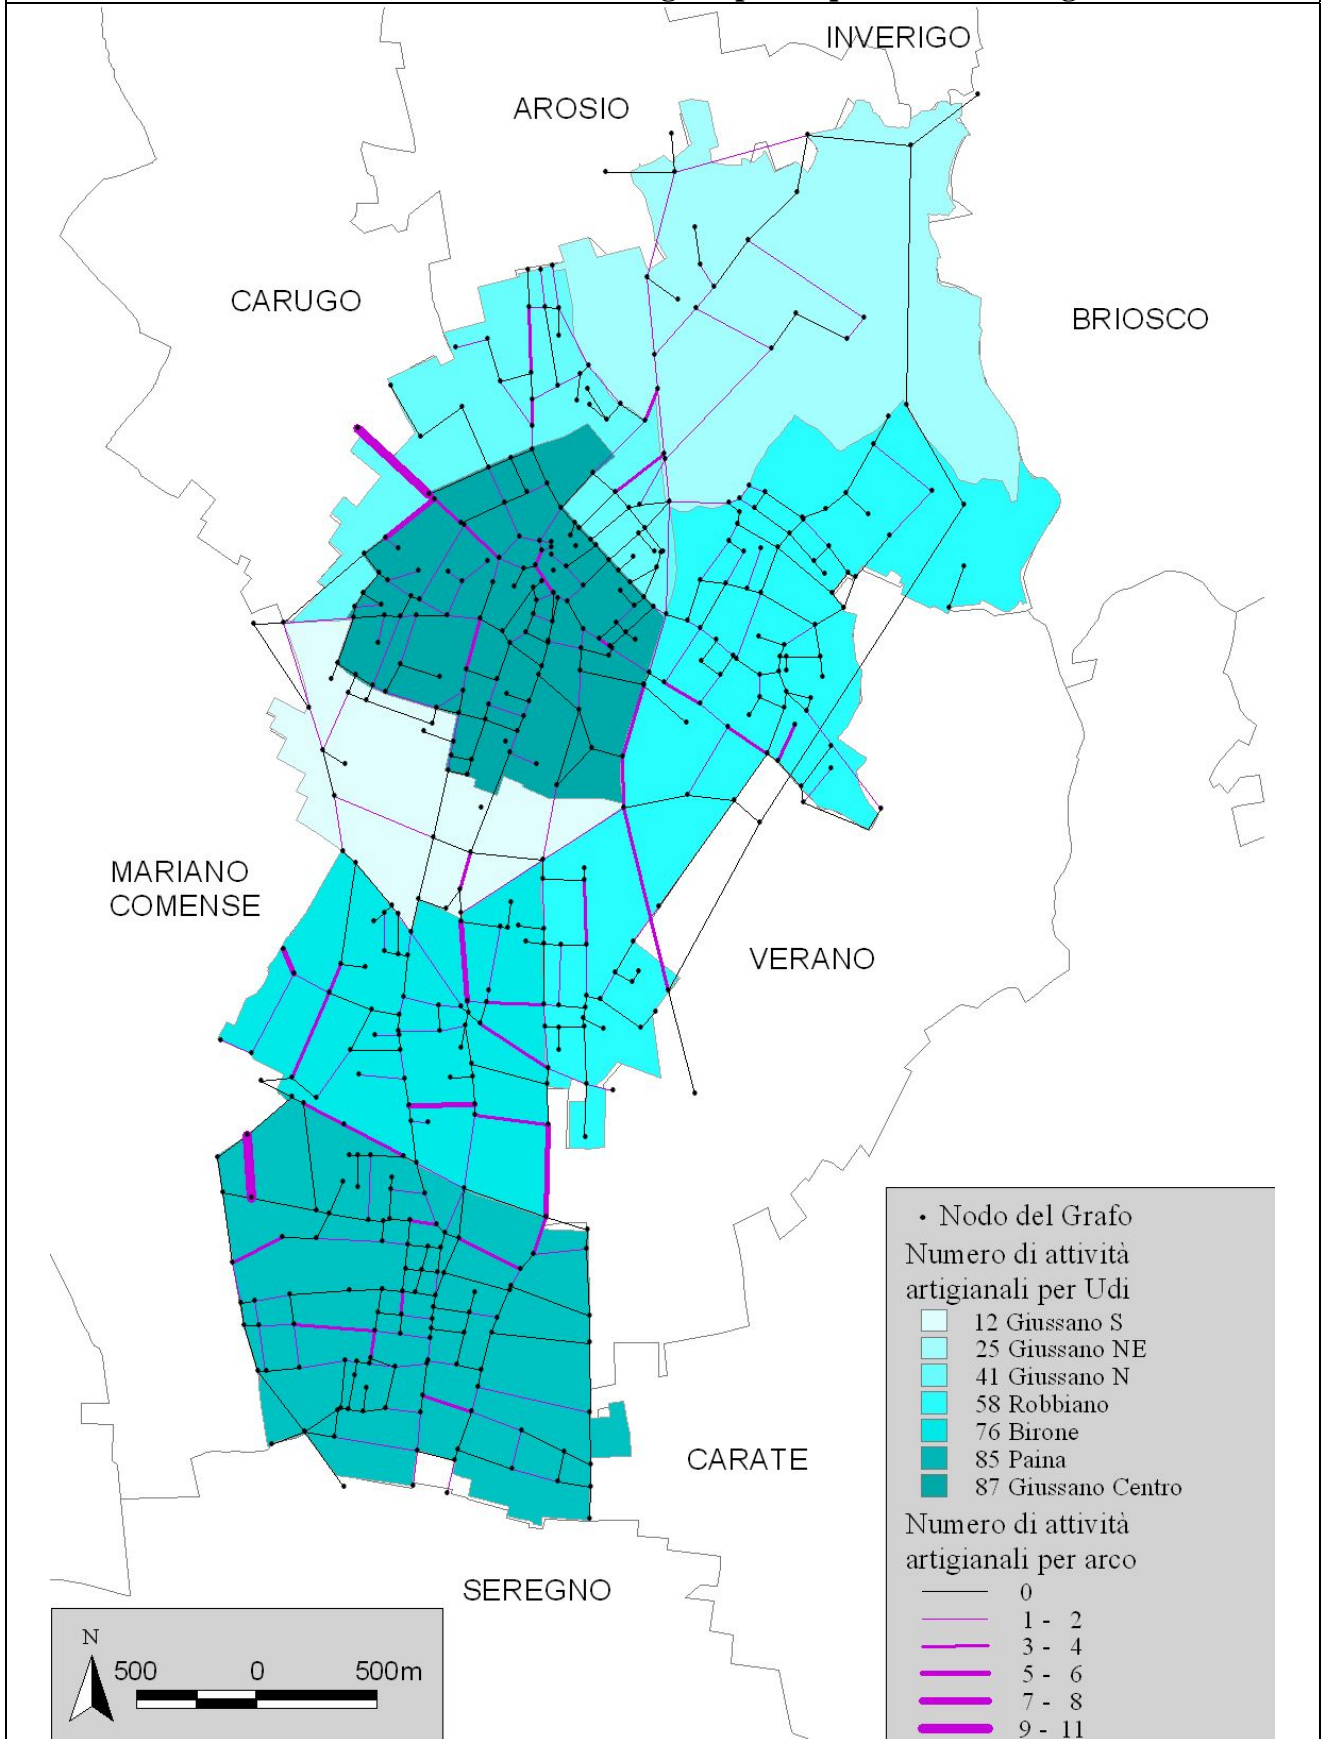 INVERIGO
AROSIO
CARUGO
BRIOSCO
MARIANO
COMENSE
VERANO
CARATE
SEREGNO
N
500 0 500m
Nodo del Grafo
Numero di attività
artigianali per Udi
12 Giussano S
25 Giussano NE
41 Giussano N
58 Robbiano
76 Birone
85 Paina
87 Giussano Centro
Numero di attività
artigianali per arco
0
1 - 2
3 - 4
5 - 6
7 - 8
9 - 11